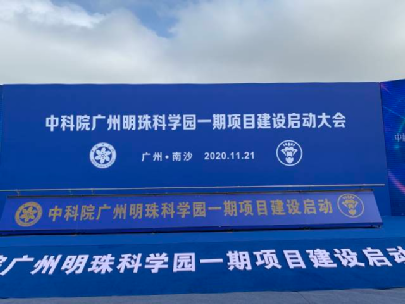 中科院广州明珠科学园一期项目建设启动大会
广州·南沙 2020.11.21
中科院广州明珠科学园一期项目建设启动
院广州明珠科学园一期项目建设启动